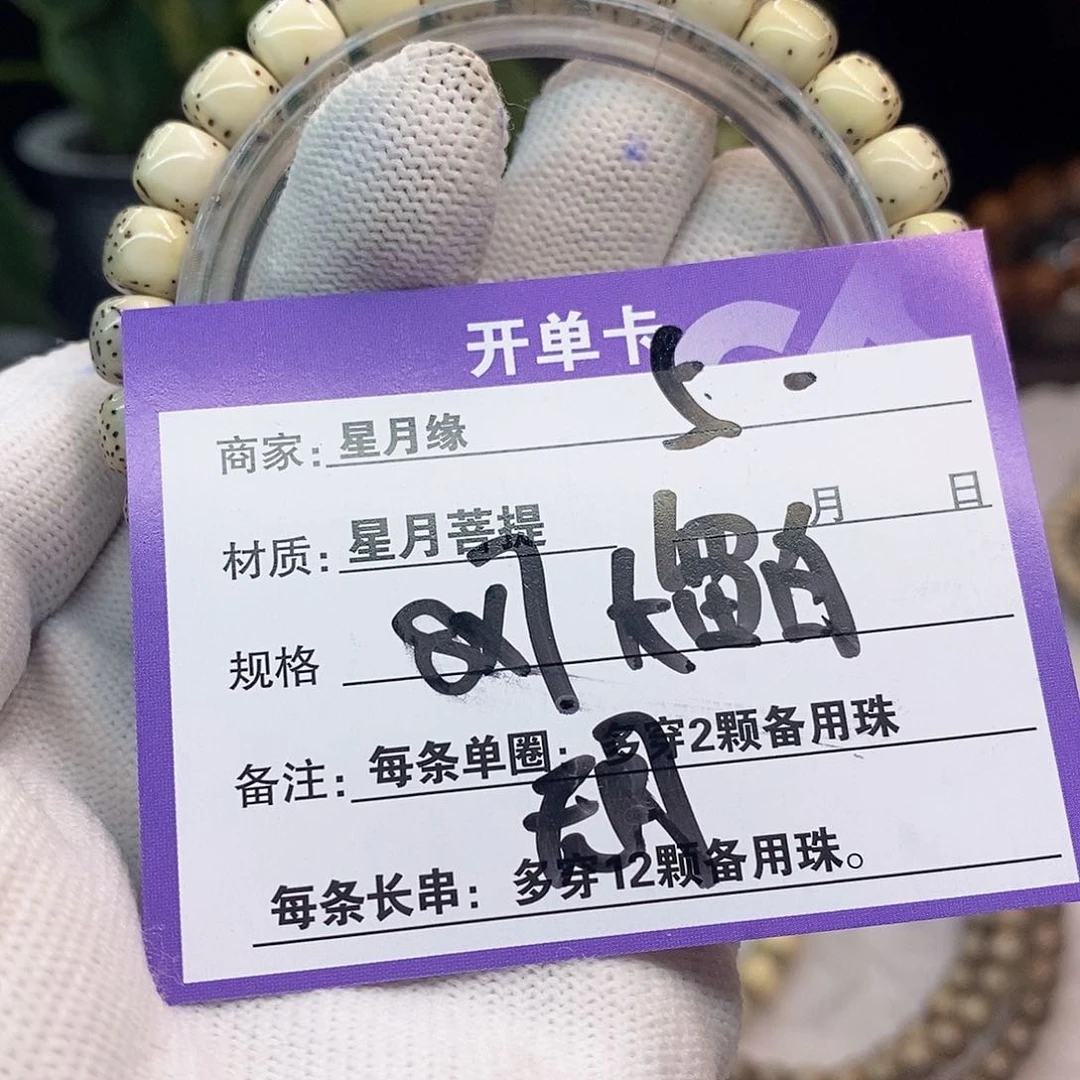 开单卡
商家：星月缘
材质：星月菩提 月 日
规格
备注：每条单圈：多穿2颗备用珠
每条长串：多穿12颗备用珠。